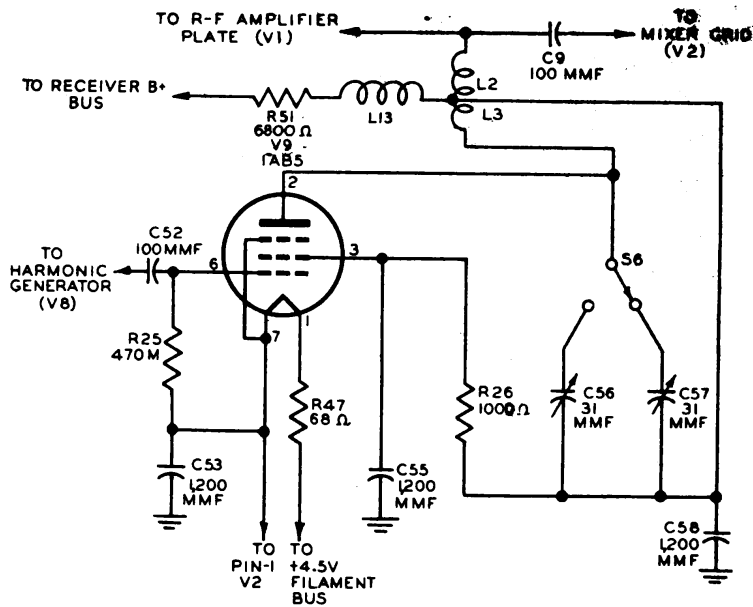 TO R-F AMPLIFIER
PLATE (V1)
TO
MIXER GRID
(V2)
C9
100 MMF
TO RECEIVER B+
BUS
L2
L3
L13
R51
6800 Ω
V9
1AB5
2
C52
100MMF
TO
HARMONIC
GENERATOR
(V8)
6
3
S6
7
1
R25
470M
R47
68 Ω
R26
1000Ω
C56
31
MMF
C57
31
MMF
C53
1,200
MMF
C55
1,200
MMF
C58
1,200
MMF
TO
PIN-1
V2
TO
+4.5V
FILAMENT
BUS